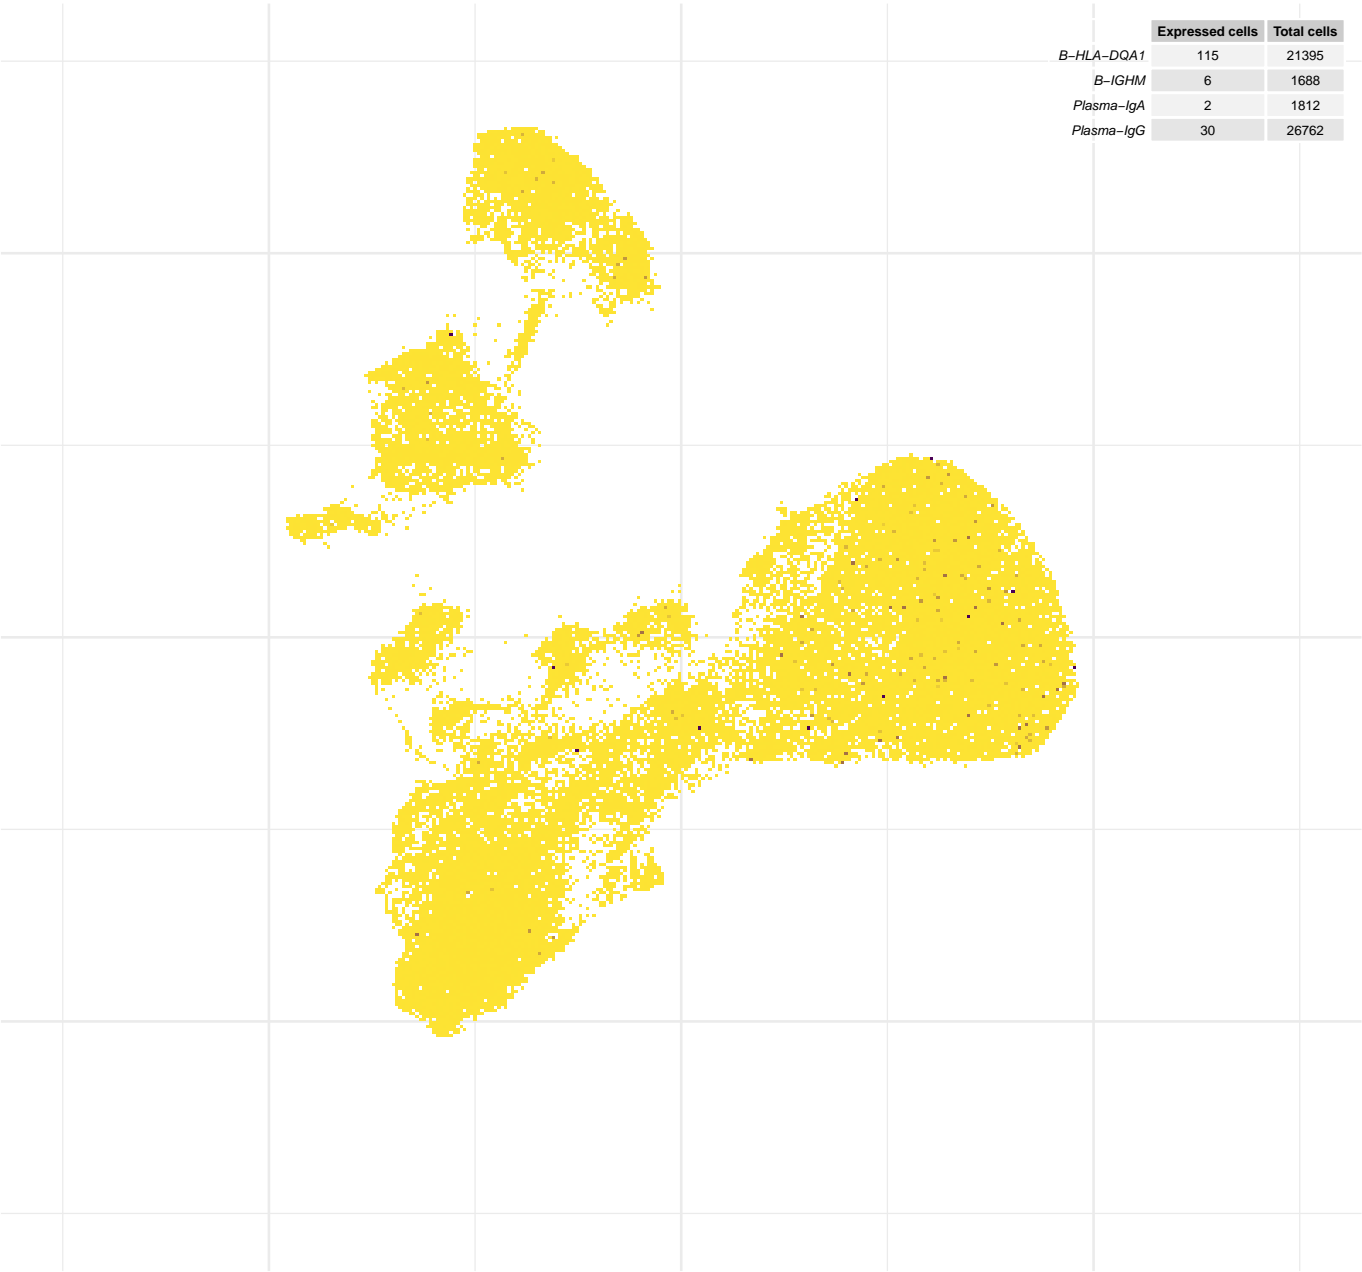 Expressed cells Total cells
B−HLA−DQA1 115 21395
B−IGHM 6 1688
Plasma−IgA 2 1812
Plasma−IgG 30 26762